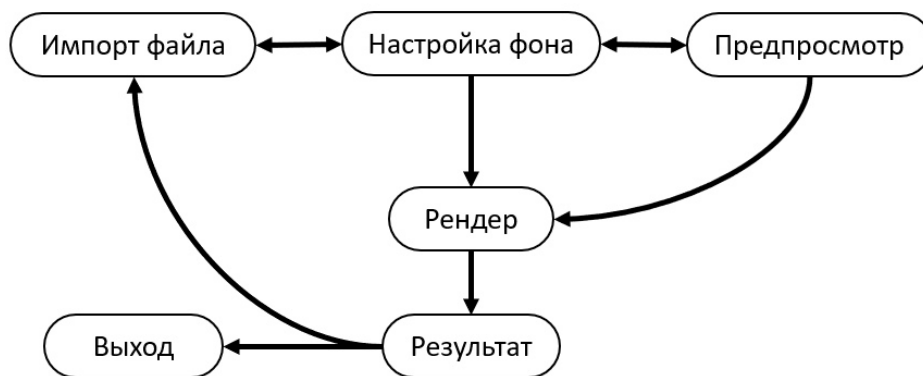 Импорт файла
Настройка фона
Предпросмотр
Рендер
Выход
Результат